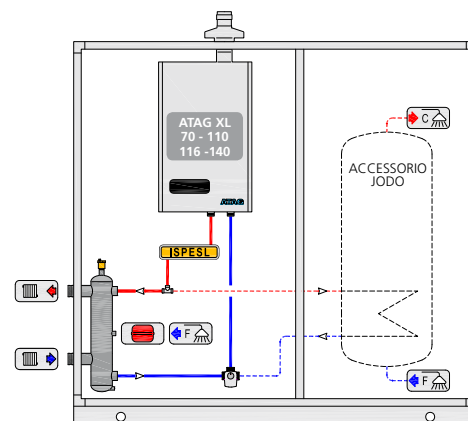 ATAG XL
70 - 110
116 -140
ATAG
ISPESL
C
ACCESSORIO
JODO
F
F